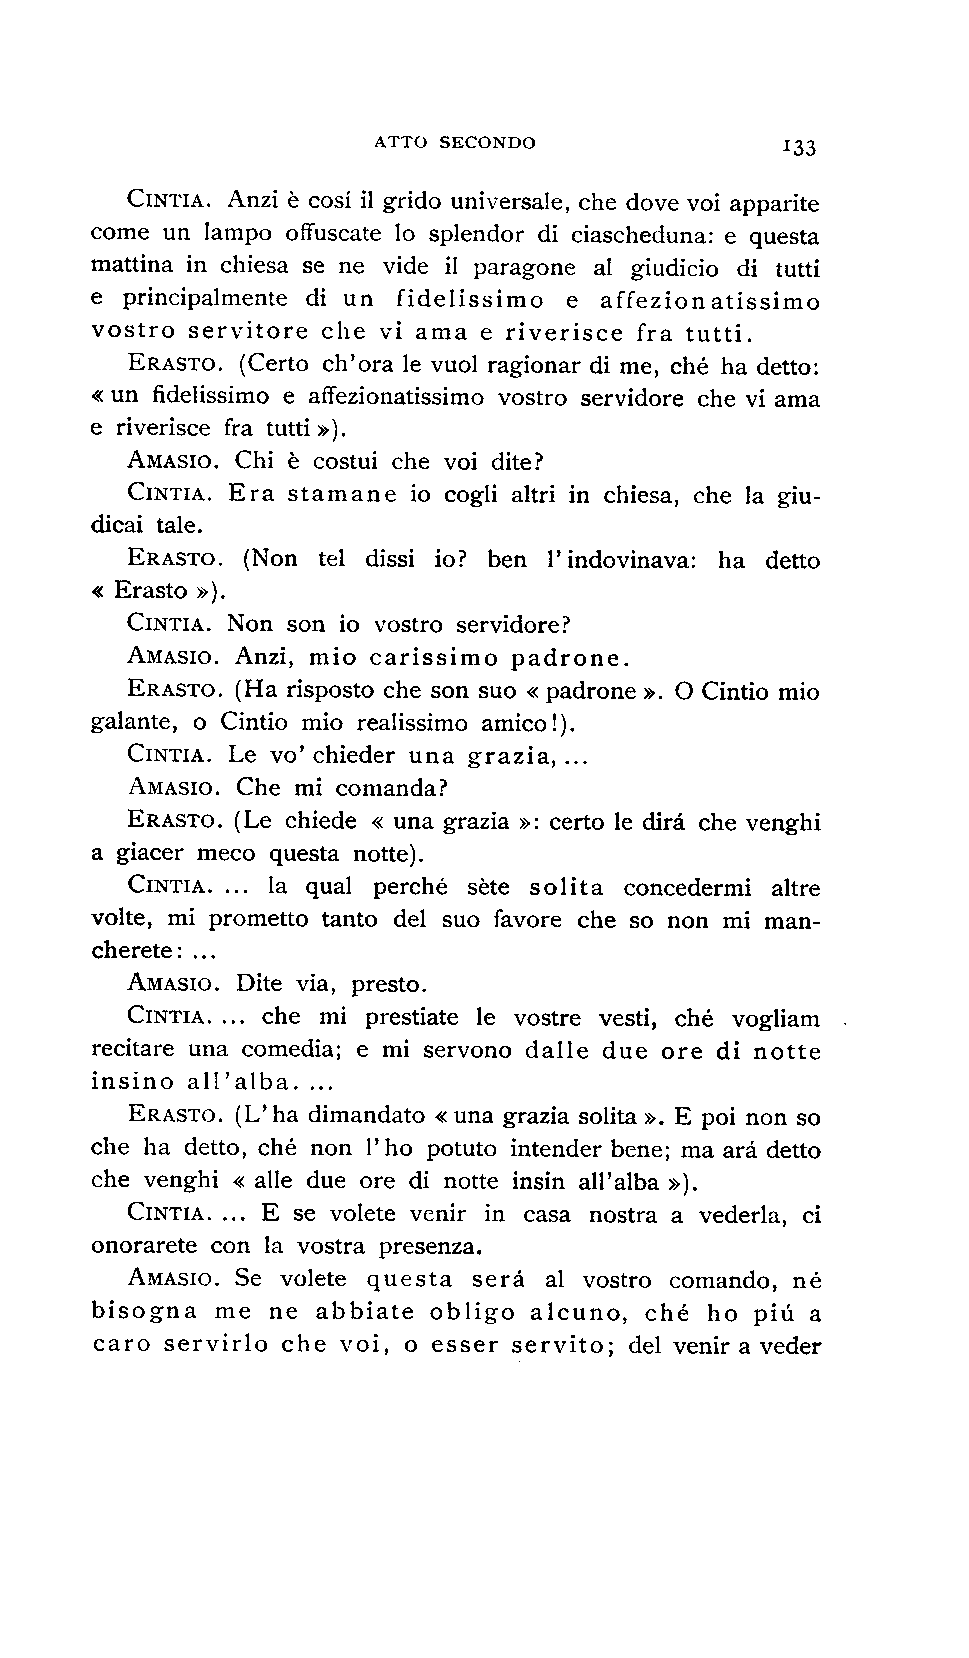 ATTO SECONDO 133
CINTIA. Anzi è cosí il grido universale, che dove voi apparite
come un lampo offuscate lo splendor di ciascheduna: e questa
mattina in chiesa se ne vide il paragone al giudicio di tutti
e principalmente di un fidelissimo e affezionatissimo
vostro servitore che vi ama e riverisce fra tutti.
ERASTO. (Certo ch'ora le vuol ragionar di me, ché ha detto:
« un fidelissimo e affezionatissimo vostro servidore che vi ama
e riverisce fra tutti »).
AMASIO. Chi è costui che voi dite?
CINTIA. Era stamane io cogli altri in chiesa, che la giu-
dicai tale.
ERASTO. (Non tel dissi io? ben l'indovinava: ha detto
« Erasto »).
CINTIA. Non son io vostro servidore?
AMASIO. Anzi, mio carissimo padrone.
ERASTO. (Ha risposto che son suo « padrone ». O Cintio mio
galante, o Cintio mio realissimo amico!).
CINTIA. Le vo' chieder una grazia, ...
AMASIO. Che mi comanda?
ERASTO. (Le chiede « una grazia »: certo le dirá che venghi
a giacer meco questa notte).
CINTIA. ... la qual perché sète solita concedermi altre
volte, mi prometto tanto del suo favore che so non mi man-
cherete: ...
AMASIO. Dite via, presto.
CINTIA. ... che mi prestiate le vostre vesti, ché vogliam
recitare una comedia; e mi servono dalle due ore di notte
insino all'alba. ...
ERASTO. (L'ha dimandato « una grazia solita ». E poi non so
che ha detto, ché non l'ho potuto intender bene; ma ará detto
che venghi « alle due ore di notte insin all'alba »).
CINTIA. ... E se volete venir in casa nostra a vederla, ci
onorarete con la vostra presenza.
AMASIO. Se volete questa será al vostro comando, né
bisogna me ne abbiate obligo alcuno, ché ho piú a
caro servirlo che voi, o esser servito; del venir a veder